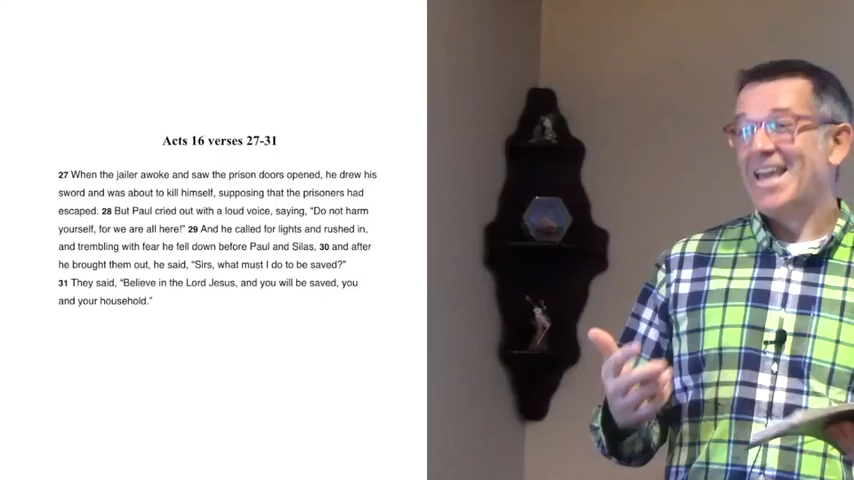 Acts 16 verses 27-31
27 When the jailer awoke and saw the prison doors opened, he drew his
sword and was about to kill himself, supposing that the prisoners had
escaped. 28 But Paul cried out with a loud voice, saying, “Do not harm
yourself, for we are all here!” 29 And he called for lights and rushed in,
and trembling with fear he fell down before Paul and Silas, 30 and after
he brought them out, he said, “Sirs, what must I do to be saved?”
31 They said, “Believe in the Lord Jesus, and you will be saved, you
and your household.”